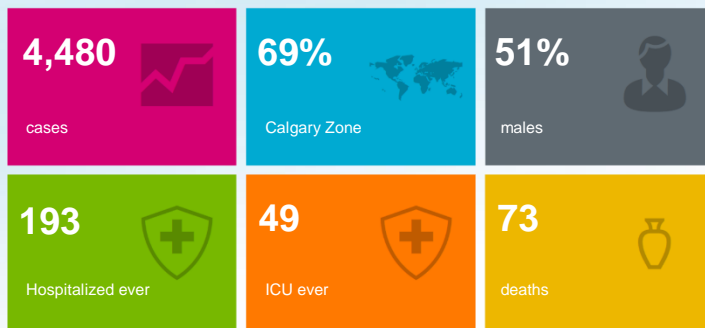 4,480
cases
69%
Calgary Zone
51%
males
193
Hospitalized ever
49
ICU ever
73
deaths